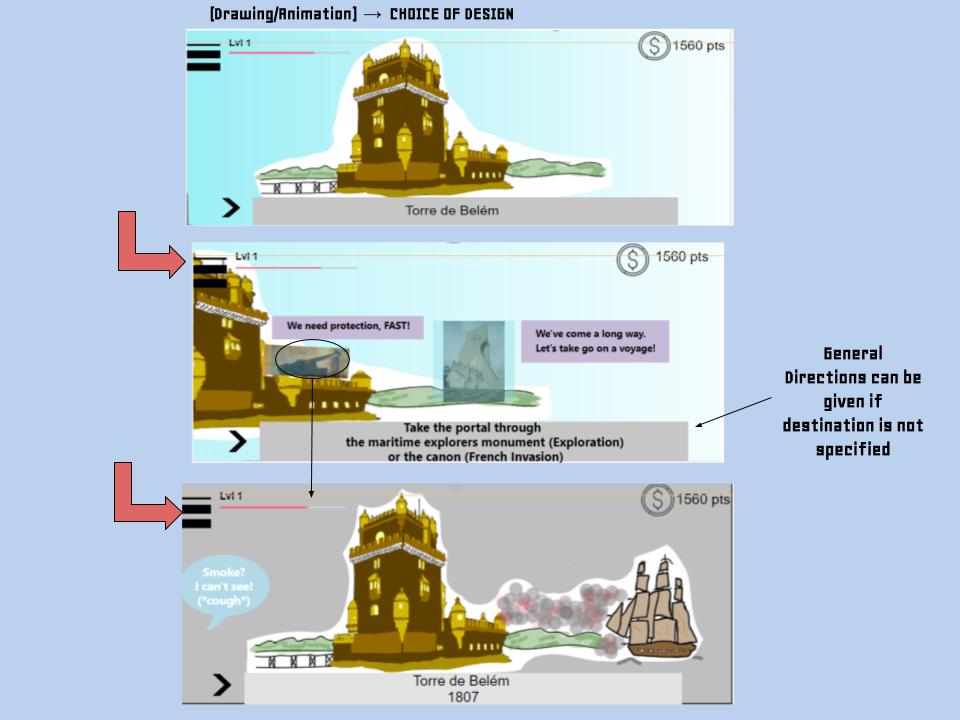 [Drawing/Animation] → CHOICE OF DESIGN
Lvl 1
1560 pts
Torre de Belém
Lvl 1
1560 pts
We need protection, FAST!
We've come a long way.
Let's take go on a voyage!
Take the portal through
the maritime explorers monument (Exploration)
or the canon (French Invasion)
General
Directions can be
given if
destination is not
specified
Lvl 1
1560 pts
Smoke?
I can't see!
(*cough*)
Torre de Belém
1807